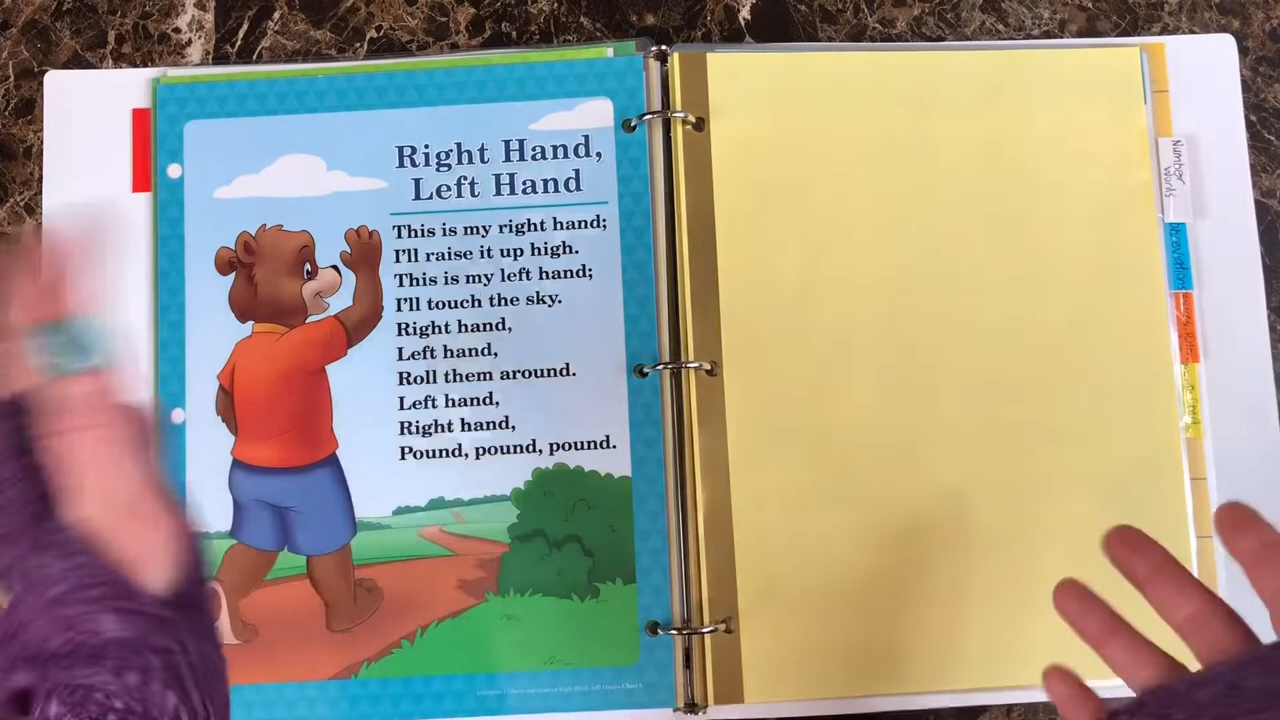 Right Hand,
Left Hand
This is my right hand;
I'll raise it up high.
This is my left hand;
I'll touch the sky.
Right hand,
Left hand,
Roll them around.
Left hand,
Right hand,
Pound, pound, pound.
Number
Words